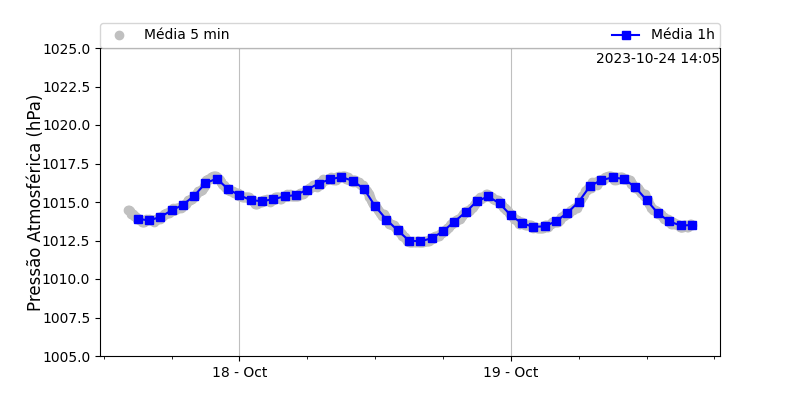 Média 5 min
Média 1h
2023-10-24 14:05
Pressão Atmosférica (hPa)
1025.0
1022.5
1020.0
1017.5
1015.0
1012.5
1010.0
1007.5
1005.0
18 - Oct
19 - Oct